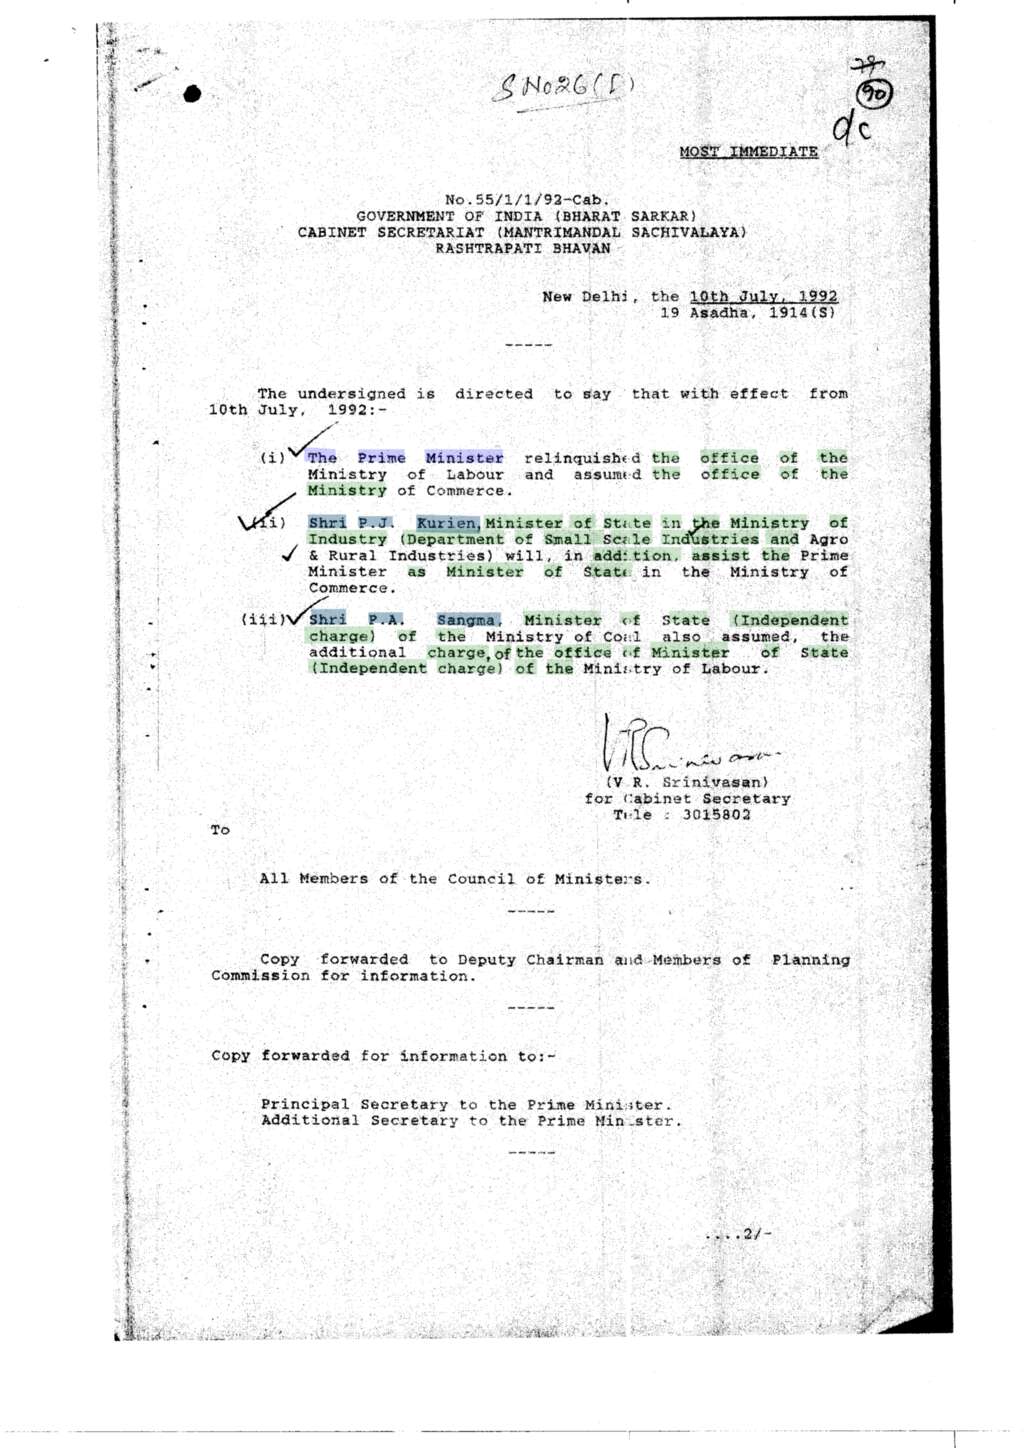 S No 26 (I)
29
90
dc
MOST IMMEDIATE
No.55/1/1/92-Cab.
GOVERNMENT OF INDIA (BHARAT SARKAR)
CABINET SECRETARIAT (MANTRIMANDAL SACHIVALAYA)
RASHTRAPATI BHAVAN
New Delhi, the 10th July, 1992
19 Asadha, 1914(S)
-----
The undersigned is directed to say that with effect from
10th July, 1992:-
(i) The Prime Minister relinquished the office of the
Ministry of Labour and assumed the office of the
Ministry of Commerce.
(ii) Shri P.J. Kurien, Minister of State in the Ministry of
Industry (Department of Small Scale Industries and Agro
& Rural Industries) will, in addition, assist the Prime
Minister as Minister of State in the Ministry of
Commerce.
(iii) Shri P.A. Sangma, Minister of State (Independent
charge) of the Ministry of Coal also assumed, the
additional charge, of the office of Minister of State
(Independent charge) of the Ministry of Labour.
VRSrinivasan
(V R. Srinivasan)
for Cabinet Secretary
Tele : 3015802
To
All Members of the Council of Ministers.
-----
Copy forwarded to Deputy Chairman and Members of Planning
Commission for information.
-----
Copy forwarded for information to:-
Principal Secretary to the Prime Minister.
Additional Secretary to the Prime Minister.
-----
....2/-